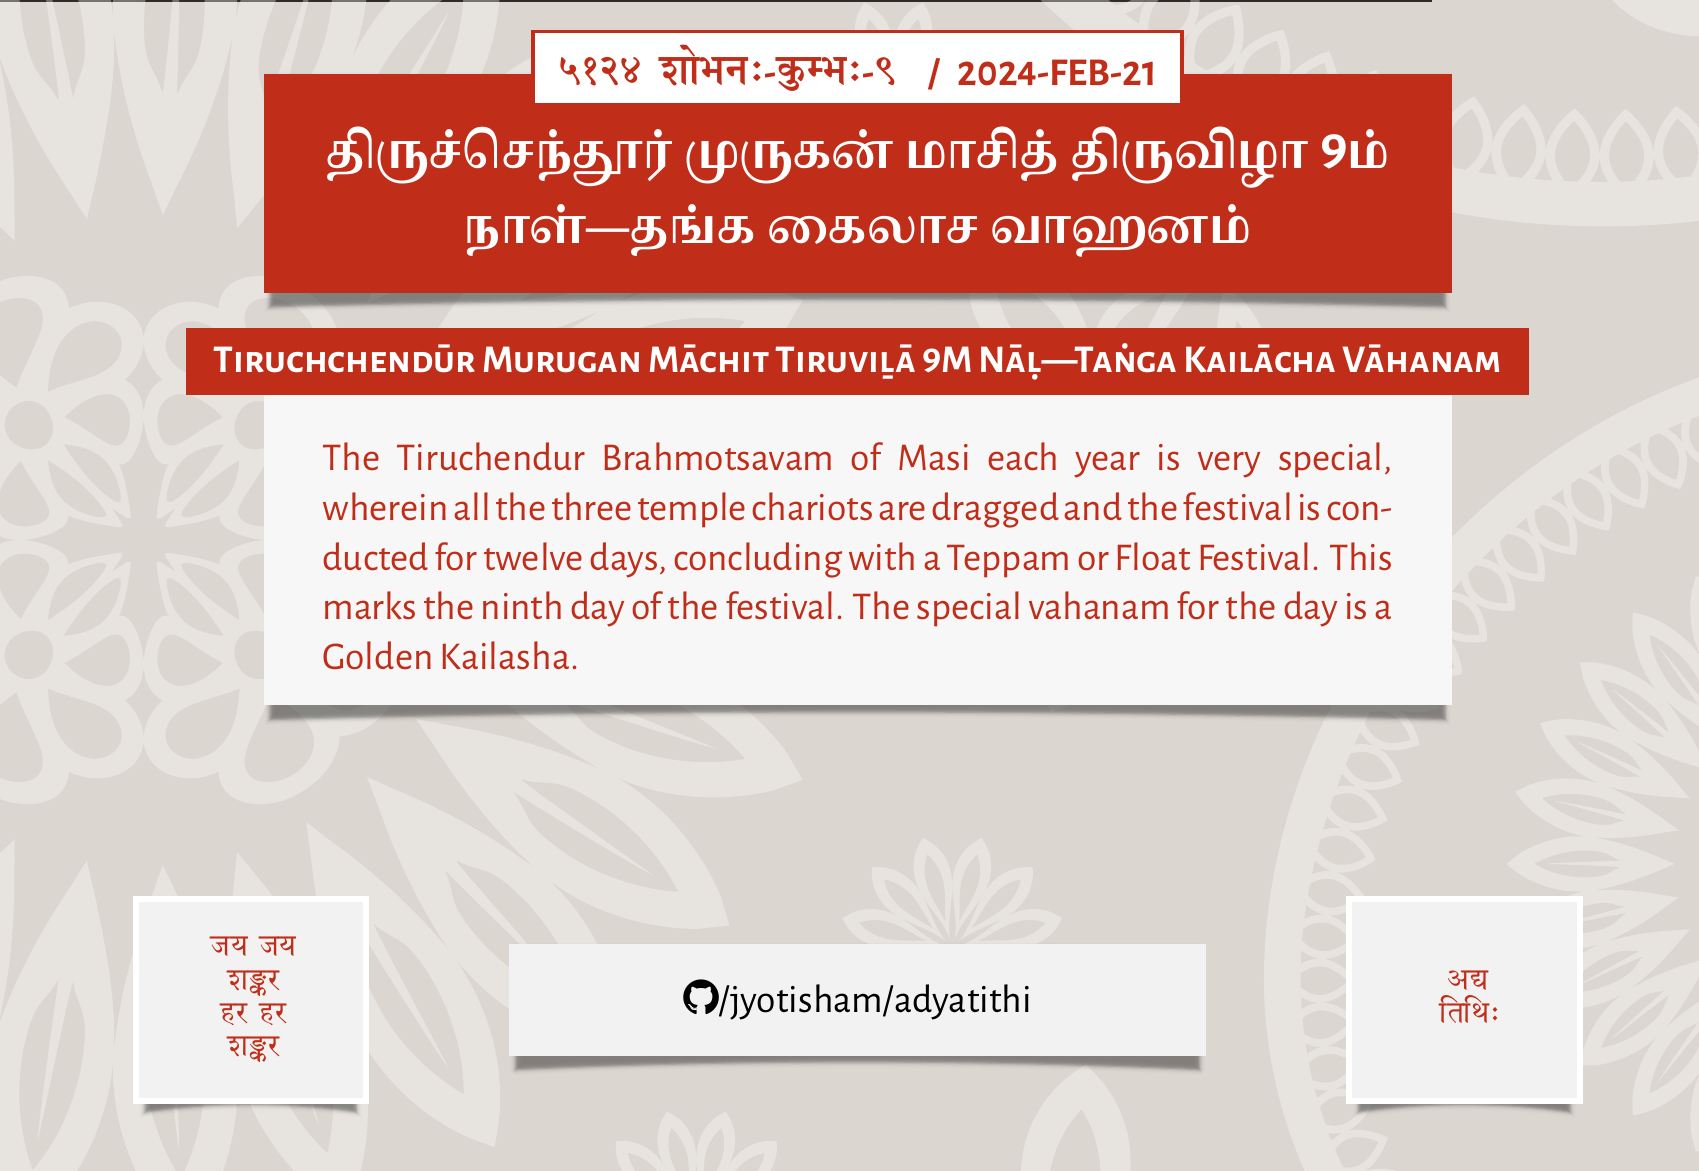 ५१२४ शोभनः-कुम्भः-९ / 2024-FEB-21
திருச்செந்தூர் முருகன் மாசித் திருவிழா 9ம்
நாள்—தங்க கைலாச வாஹனம்
Tiruchchendūr Murugan Māchit Tiruviḻā 9m Nāḷ—Taṅga Kailācha Vāhanam
The Tiruchendur Brahmotsavam of Masi each year is very special,
wherein all the three temple chariots are dragged and the festival is con-
ducted for twelve days, concluding with a Teppam or Float Festival. This
marks the ninth day of the festival. The special vahanam for the day is a
Golden Kailasha.
जय जय
शङ्कर
हर हर
शङ्कर
/jyotisham/adyatithi
अद्य
तिथिः